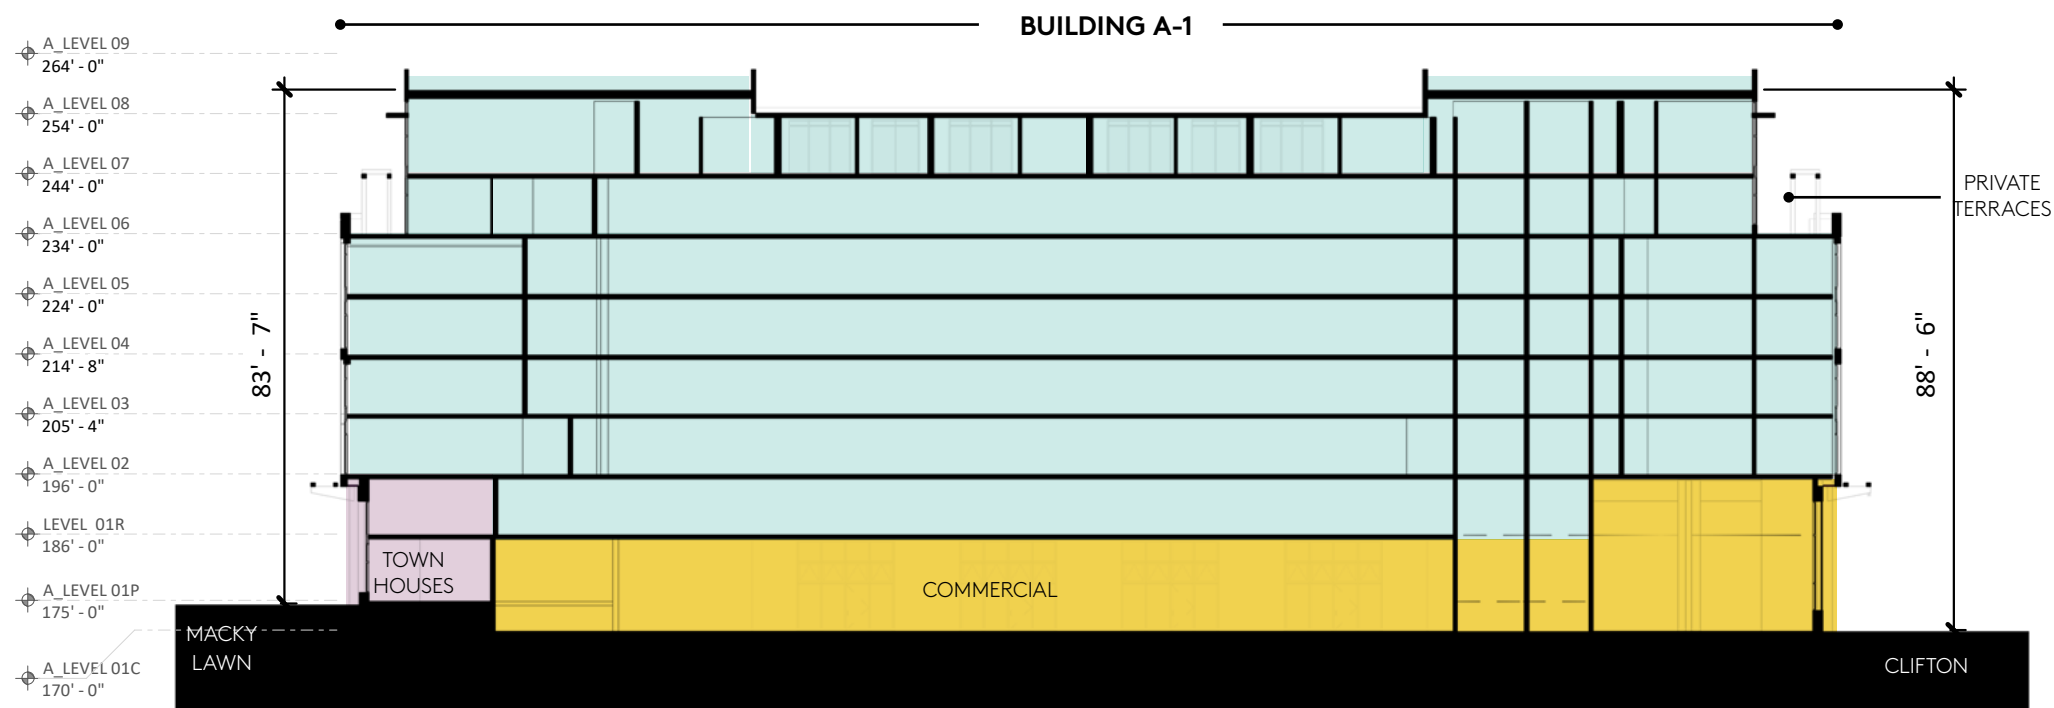 BUILDING A-1
A_LEVEL 09
264' - 0"
A_LEVEL 08
254' - 0"
A_LEVEL 07
244' - 0"
A_LEVEL 06
234' - 0"
A_LEVEL 05
224' - 0"
A_LEVEL 04
214' - 8"
A_LEVEL 03
205' - 4"
A_LEVEL 02
196' - 0"
LEVEL 01R
186' - 0"
A_LEVEL 01P
175' - 0"
A_LEVEL 01C
170' - 0"
83' - 7"
88' - 6"
PRIVATE
TERRACES
TOWN
HOUSES
COMMERCIAL
MACKY
LAWN
CLIFTON